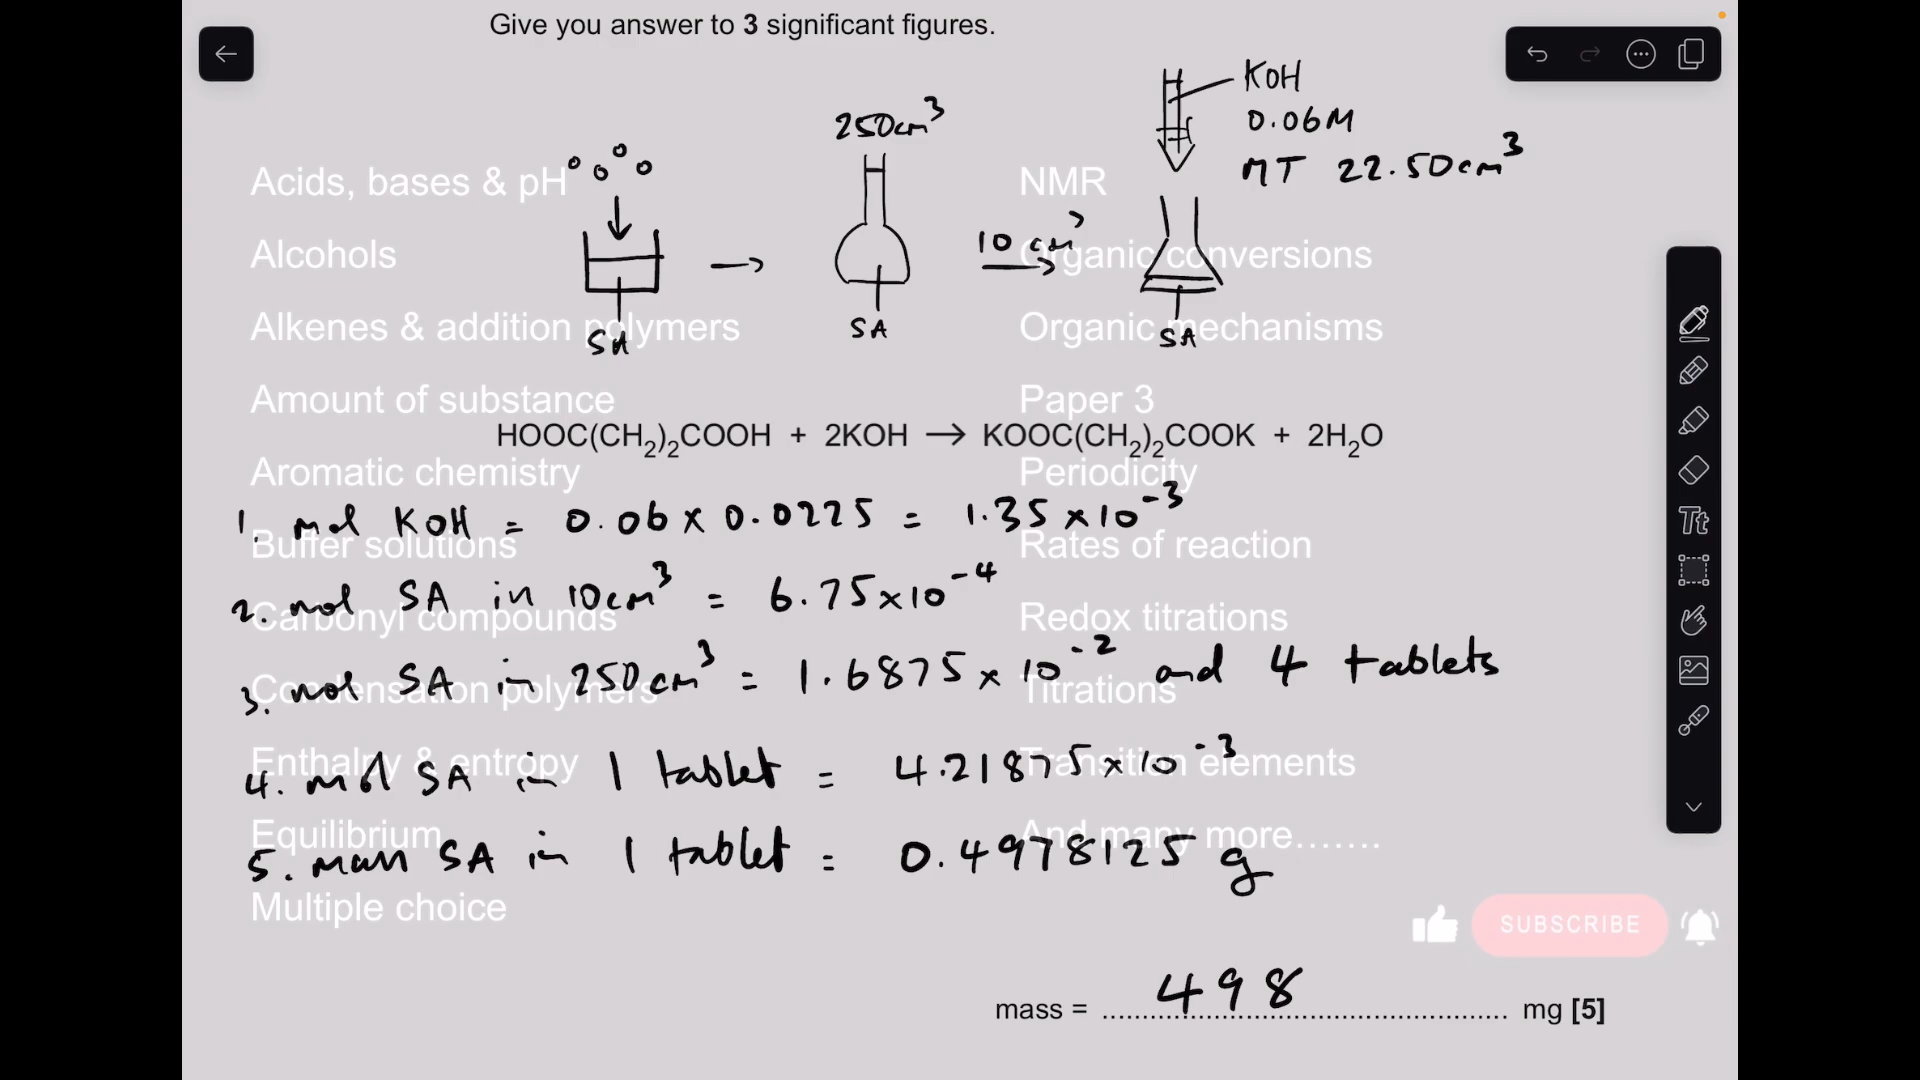 Give you answer to 3 significant figures.
KOH
0.06M
MT 22.50cm³
250cm³
10 cm³
SA
SA
SA
Acids, bases & pH
Alcohols
Alkenes & addition polymers
Amount of substance
Aromatic chemistry
Buffer solutions
Carbonyl compounds
Condensation polymers
Enthalpy & entropy
Equilibrium
Multiple choice
NMR
Organic conversions
Organic mechanisms
Paper 3
Periodicity
Rates of reaction
Redox titrations
Titrations
Transition elements
And many more…….
HOOC(CH₂)₂COOH + 2KOH → KOOC(CH₂)₂COOK + 2H₂O
1. mol KOH = 0.06 x 0.0225 = 1.35 x 10⁻³
2. mol SA in 10cm³ = 6.75 x 10⁻⁴
3. mol SA in 250cm³ = 1.6875 x 10⁻² and 4 tablets
4. mol SA in 1 tablet = 4.21875 x 10⁻³
5. mass SA in 1 tablet = 0.4978125 g
SUBSCRIBE
mass = 498 mg [5]
Tt